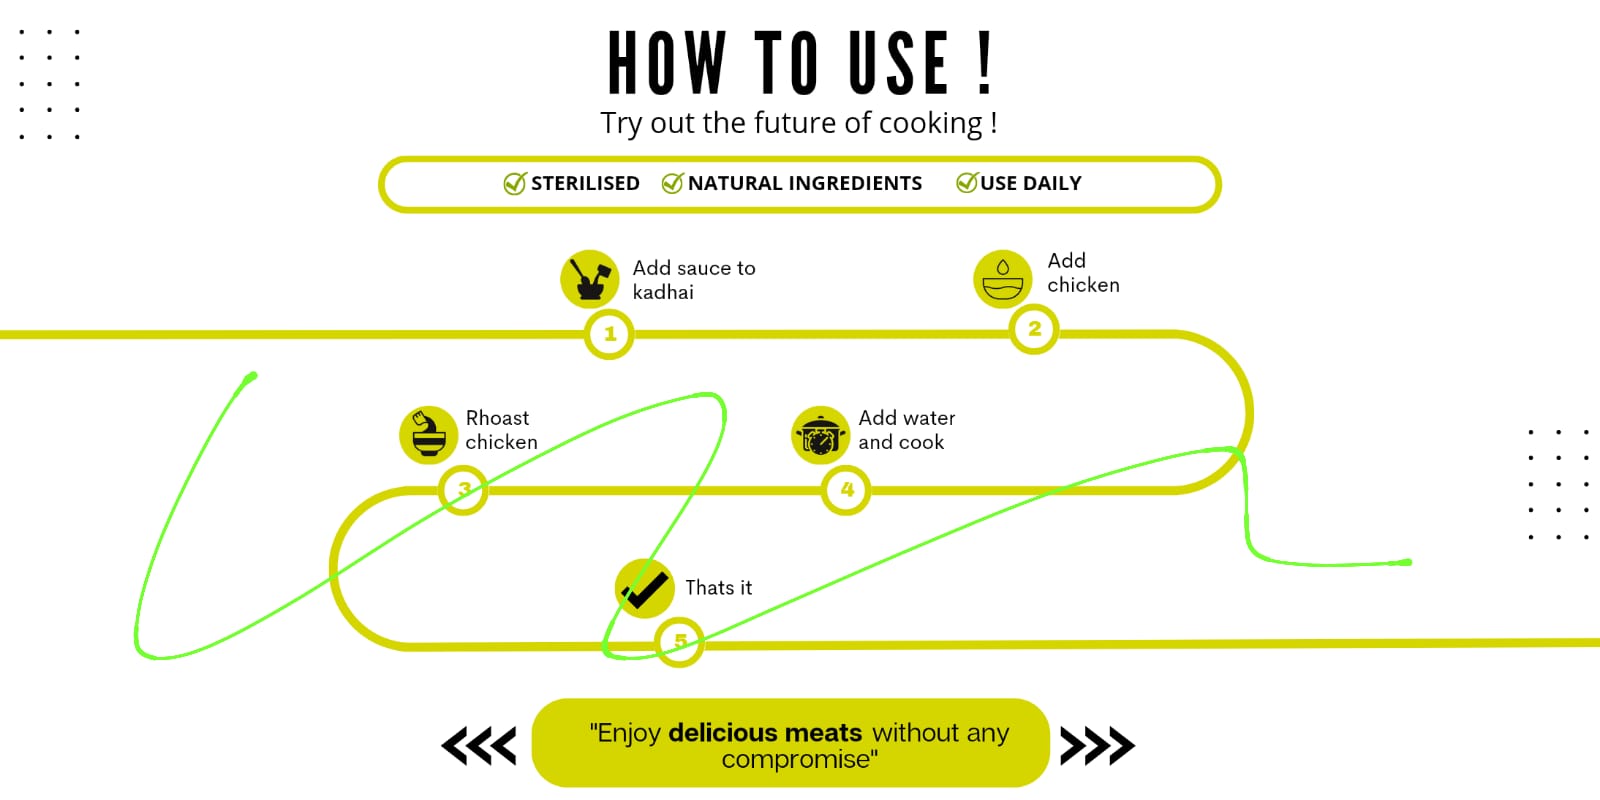 HOW TO USE !
Try out the future of cooking !
STERILISED NATURAL INGREDIENTS USE DAILY
Add sauce to
kadhai
1
Add
chicken
2
Rhoast
chicken
3
Add water
and cook
4
Thats it
5
"Enjoy delicious meats without any
compromise"